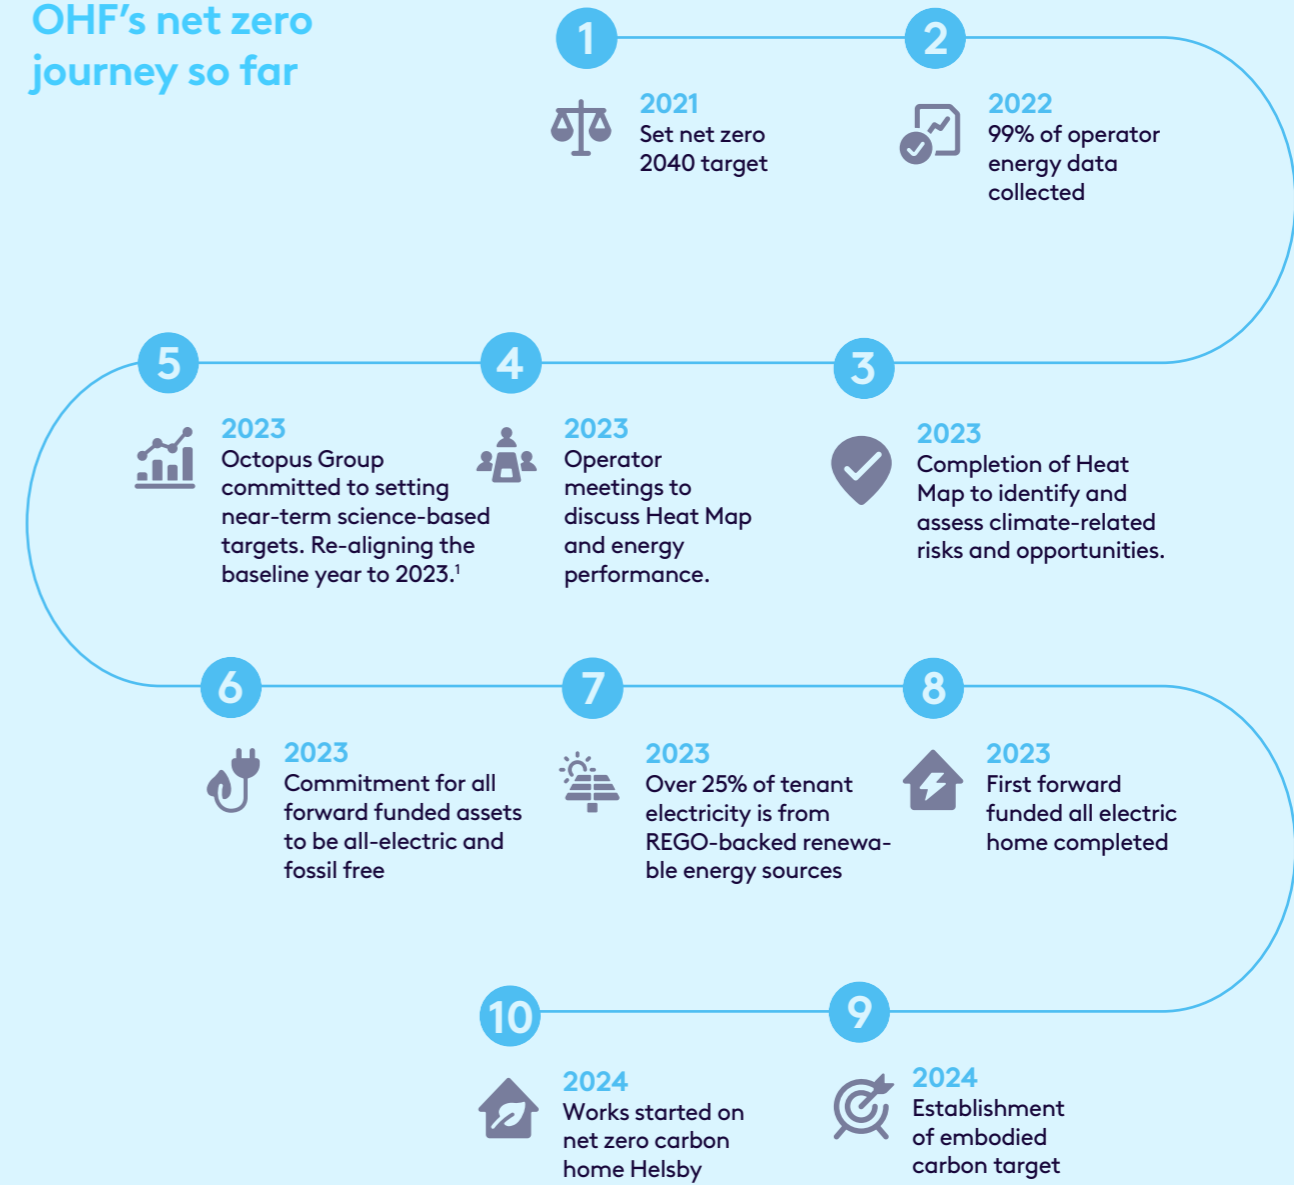 OHF's net zero
journey so far
1
2021
Set net zero
2040 target
2
2022
99% of operator
energy data
collected
3
2023
Completion of Heat
Map to identify and
assess climate-related
risks and opportunities.
4
2023
Operator
meetings to
discuss Heat Map
and energy
performance.
5
2023
Octopus Group
committed to setting
near-term science-based
targets. Re-aligning the
baseline year to 2023.¹
6
2023
Commitment for all
forward funded assets
to be all-electric and
fossil free
7
2023
Over 25% of tenant
electricity is from
REGO-backed renewa-
ble energy sources
8
2023
First forward
funded all electric
home completed
9
2024
Establishment
of embodied
carbon target
10
2024
Works started on
net zero carbon
home Helsby